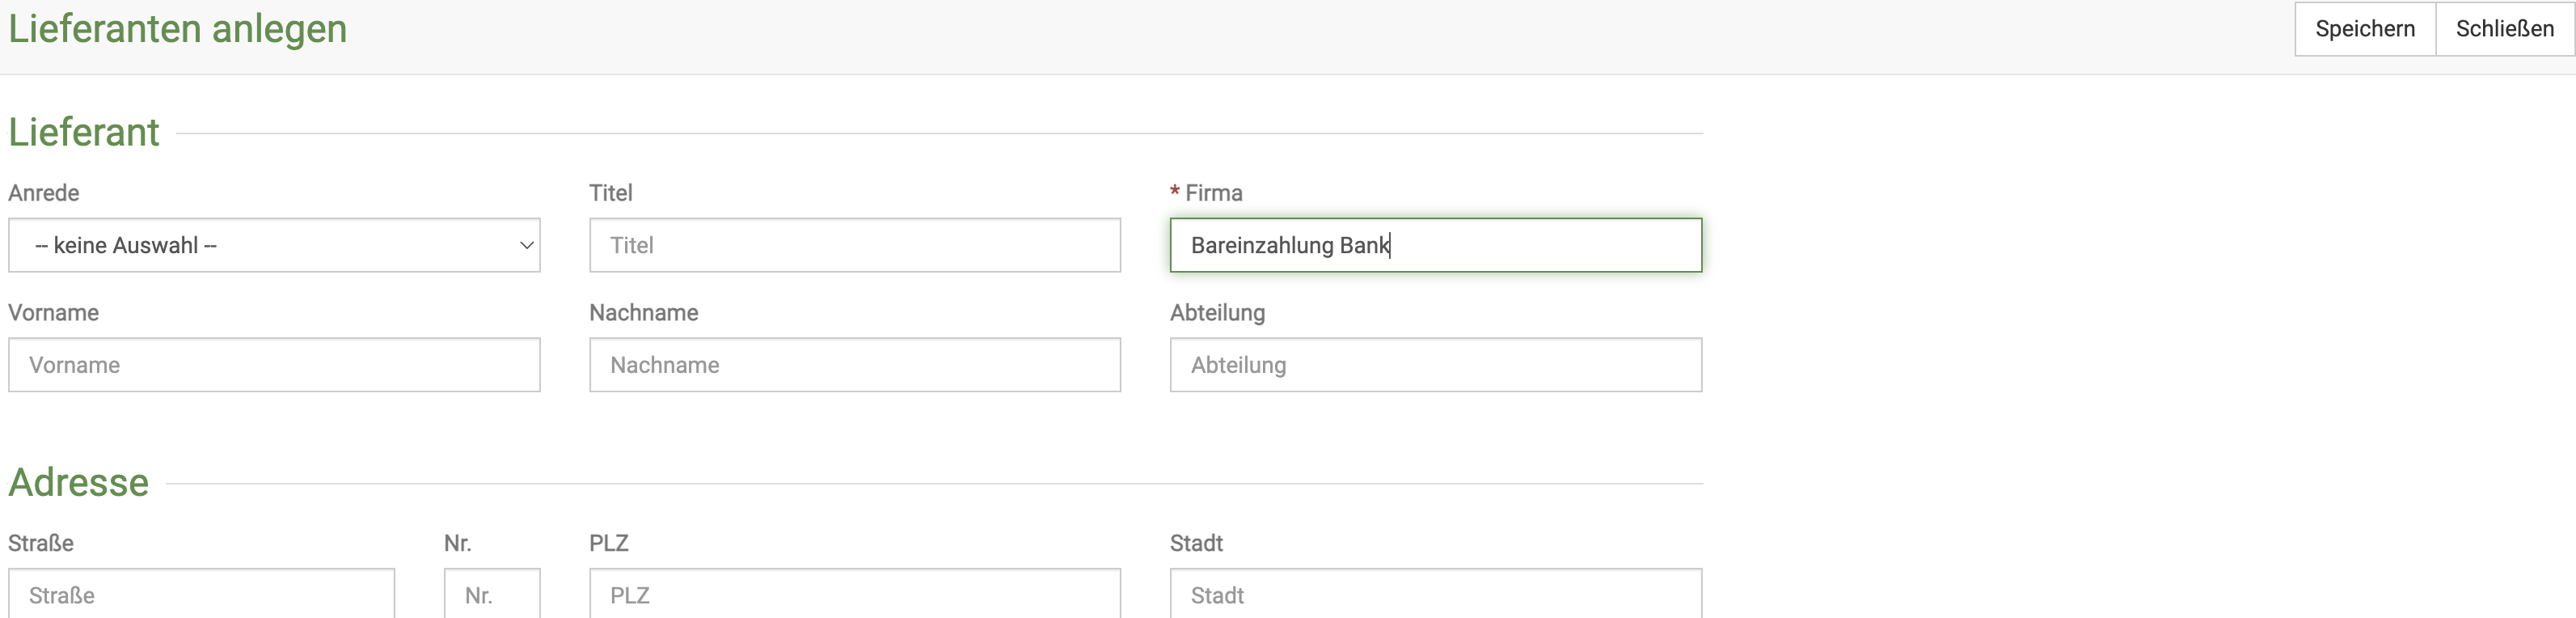 Lieferanten anlegen
Speichern Schließen
Lieferant
Anrede Titel * Firma
-- keine Auswahl -- Titel Bareinzahlung Bank
Vorname Nachname Abteilung
Vorname Nachname Abteilung
Adresse
Straße Nr. PLZ Stadt
Straße Nr. PLZ Stadt